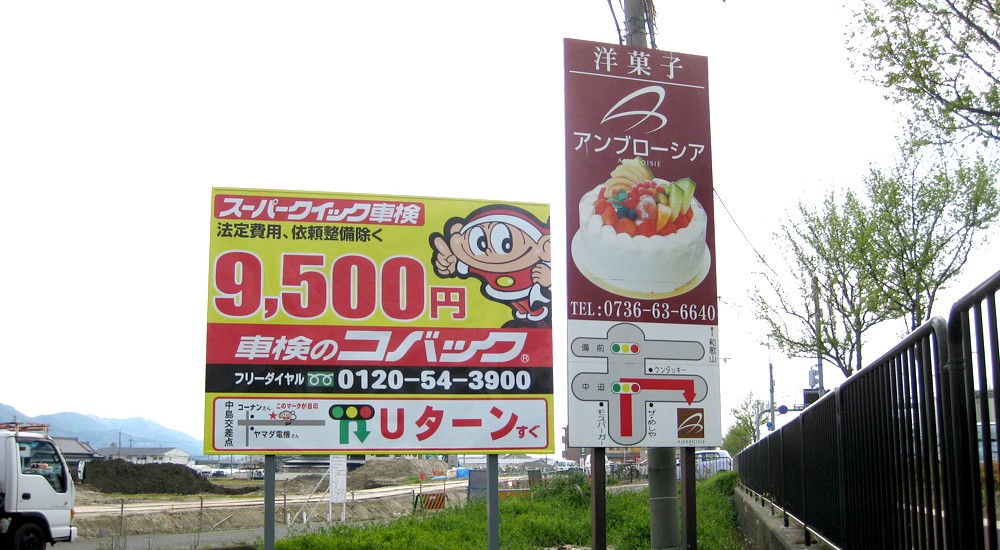 スーパークイック車検
法定費用、依頼整備除く
9,500円
車検のコバック®
フリーダイヤル 0120-54-3900
中島交差点
コーナンさん
このマークが目印
ヤマダ電機さん
Uターンすぐ
洋菓子
アンブローシア
AMBROISIE
TEL:0736-63-6640
↑和歌山
備前
ケンタッキー
中迫
モスバーガー
ザ・めしや
AMBROISIE